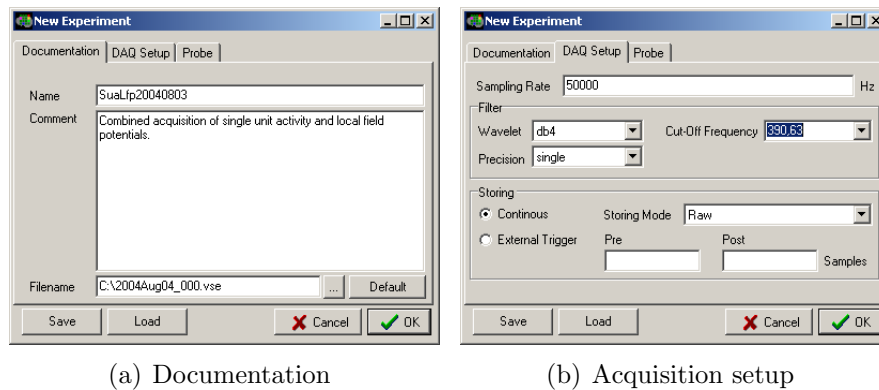 New Experiment
Documentation DAQ Setup Probe
Name SuaLfp20040803
Comment Combined acquisition of single unit activity and local field
potentials.
Filename C:\2004Aug04_000.vse ... Default
Save Load Cancel OK
(a) Documentation
New Experiment
Documentation DAQ Setup Probe
Sampling Rate 50000 Hz
Filter
Wavelet db4 Cut-Off Frequency 390,63
Precision single
Storing
Continous Storing Mode Raw
External Trigger Pre Post
Samples
Save Load Cancel OK
(b) Acquisition setup